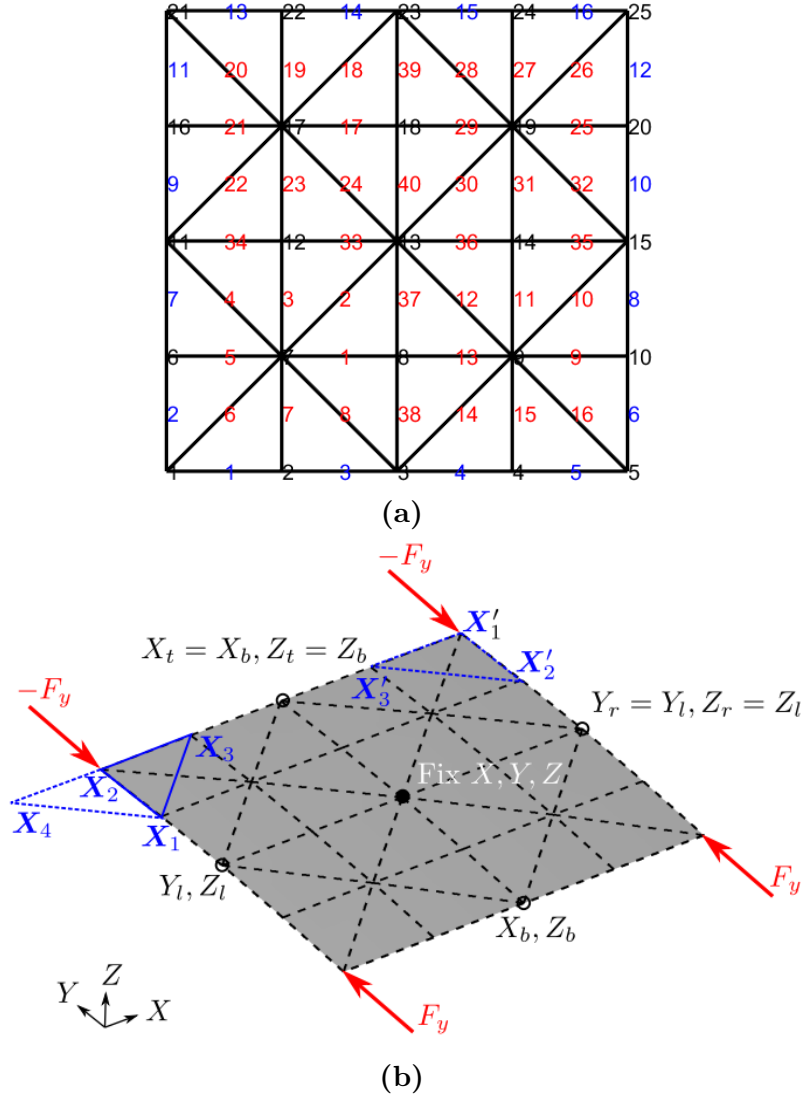 21 13 22 14 23 15 24 16 25
11 20 19 18 39 28 27 26 12
16 21 17 17 18 29 19 25 20
9 22 23 24 40 30 31 32 10
11 34 12 33 13 36 14 35 15
7 4 3 2 37 12 11 10 8
6 5 7 1 8 13 9 9 10
2 6 7 8 38 14 15 16 6
1 1 2 3 3 4 4 5 5
(a)
−F_y
X′_1
X_t = X_b, Z_t = Z_b
X′_2
X′_3
−F_y
Y_r = Y_l, Z_r = Z_l
X_3
Fix X, Y, Z
X_2
X_4
X_1
Y_l, Z_l
F_y
X_b, Z_b
Z
Y
X
F_y
(b)